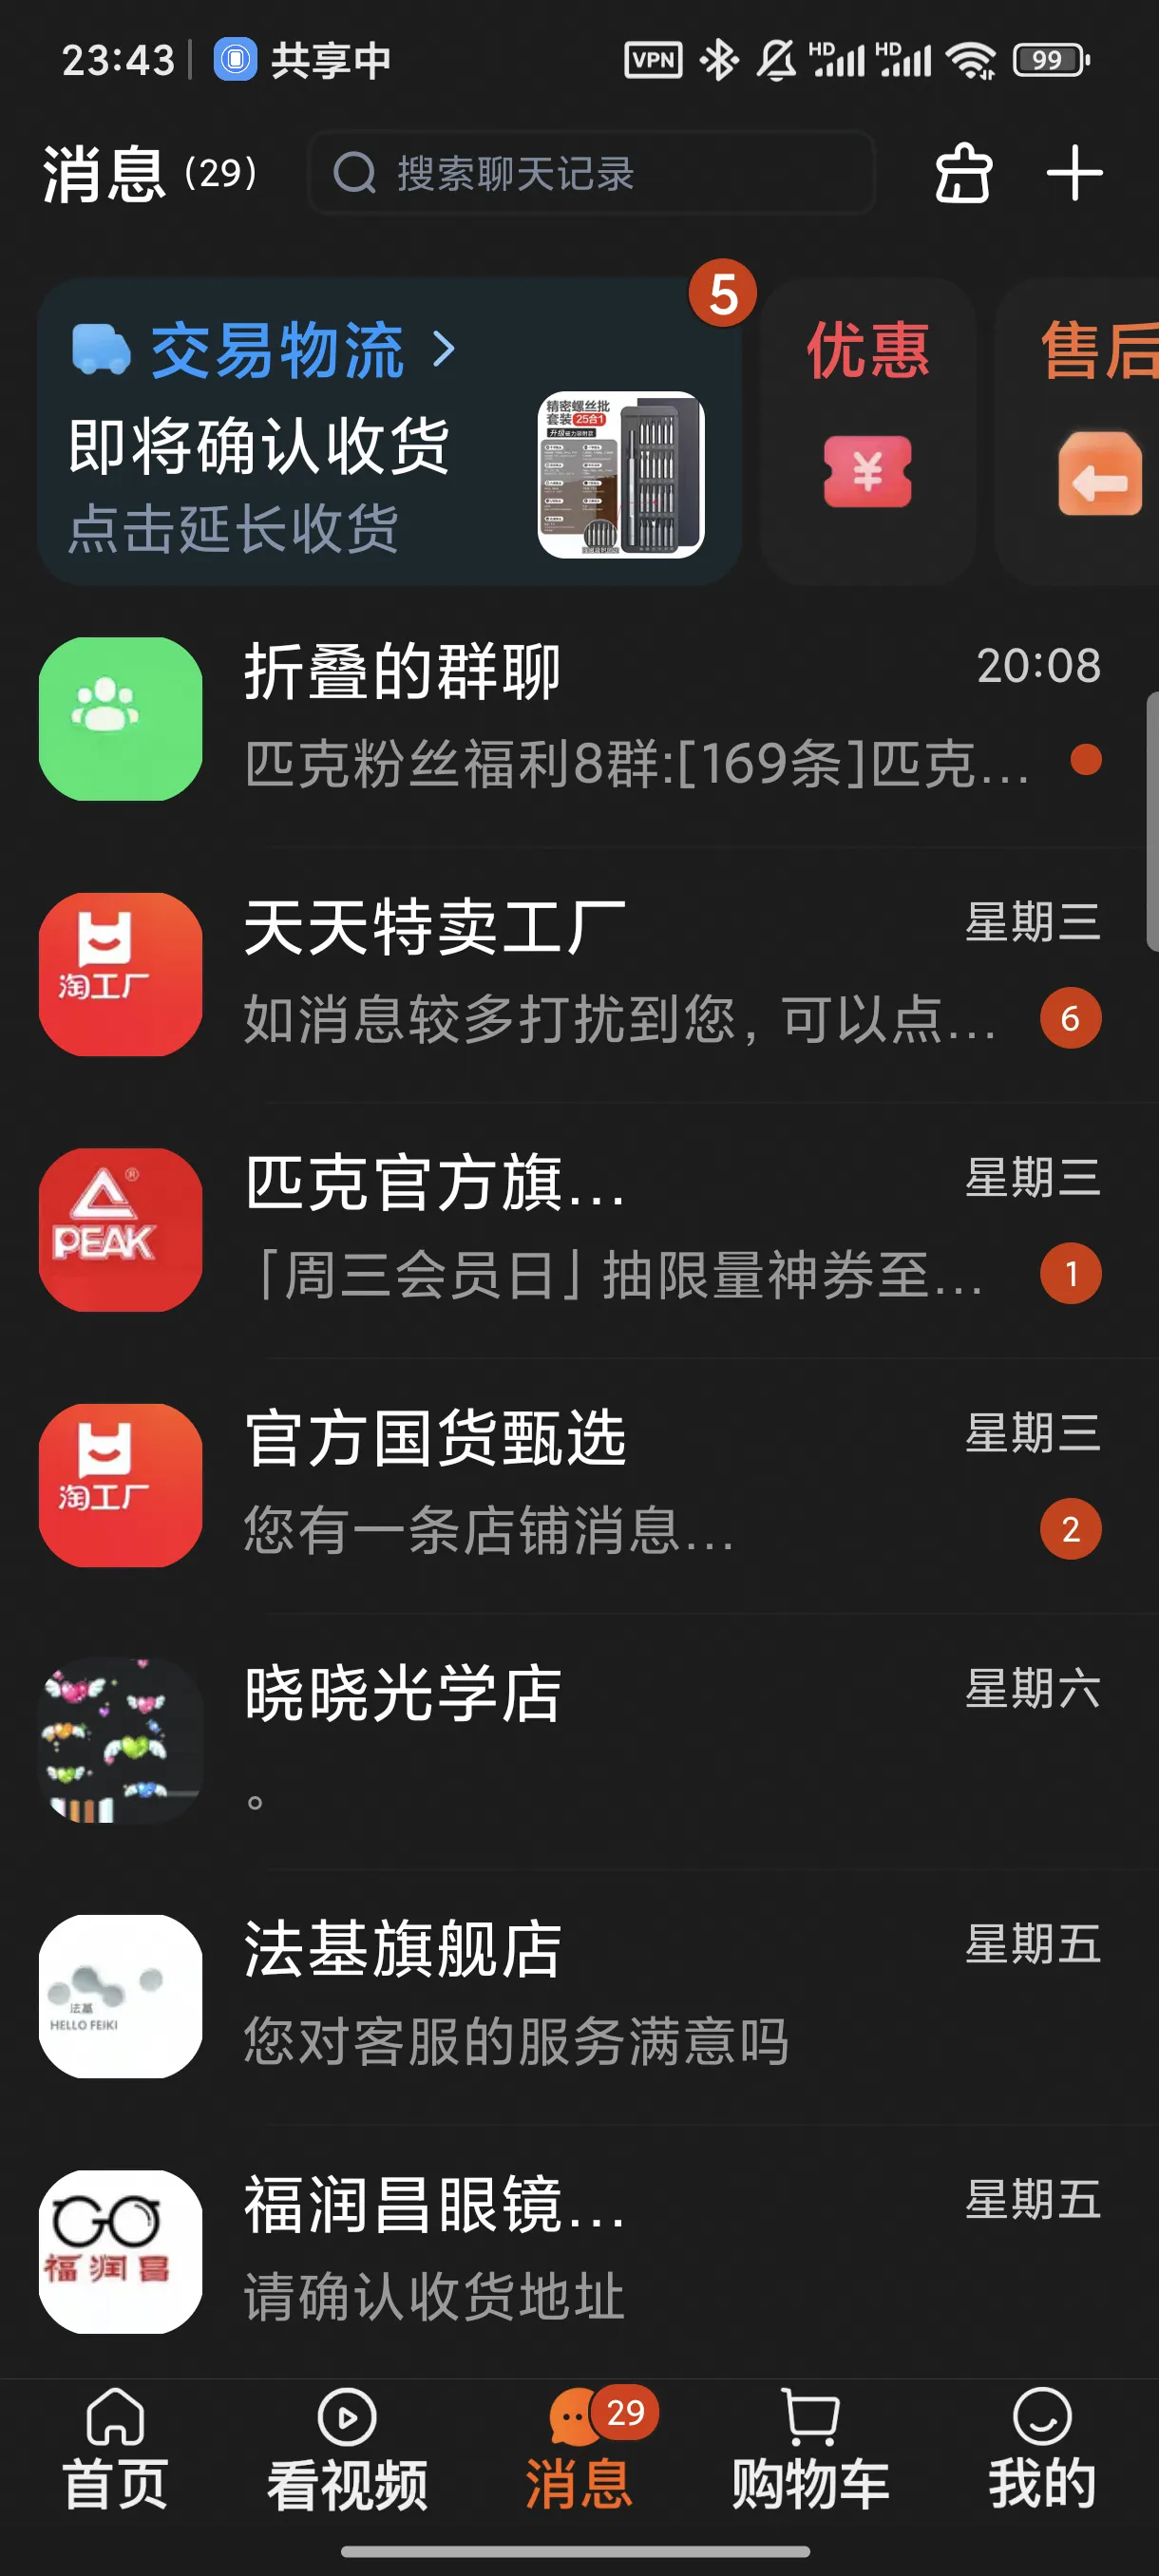 23:43
共享中
VPN
HD
HD
99
消息
(29)
搜索聊天记录
5
交易物流
优惠
售后
即将确认收货
点击延长收货
精密螺丝批
套装 25合1
折叠的群聊
20:08
匹克粉丝福利8群:[169条]匹克...
淘工厂
天天特卖工厂
星期三
如消息较多打扰到您，可以点...
6
PEAK
®
匹克官方旗...
星期三
「周三会员日」抽限量神券至...
1
淘工厂
官方国货甄选
星期三
您有一条店铺消息...
2
晓晓光学店
星期六
。
法基
HELLO FEIKI
法基旗舰店
星期五
您对客服的服务满意吗
福润昌
福润昌眼镜...
星期五
请确认收货地址
29
首页
看视频
消息
购物车
我的